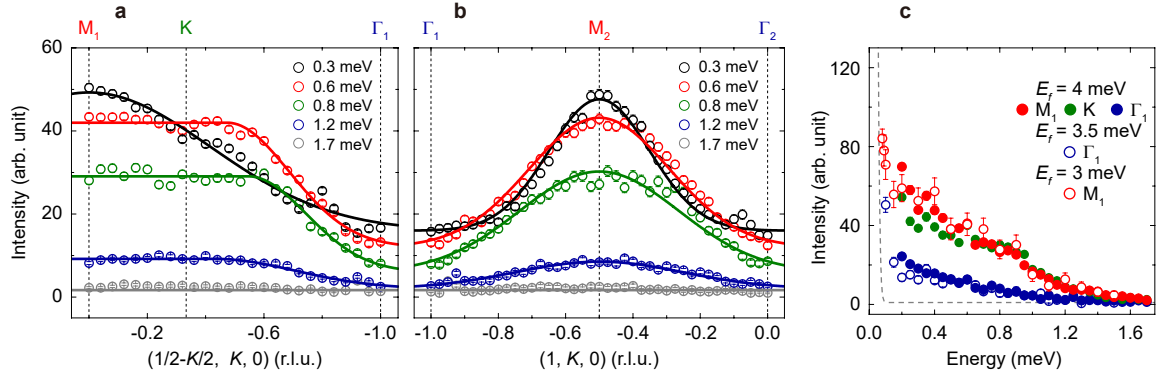 a
M₁ K Γ₁
60
40
20
0
Intensity (arb. unit)
0.3 meV
0.6 meV
0.8 meV
1.2 meV
1.7 meV
-0.2 -0.6 -1.0
(1/2-K/2, K, 0) (r.l.u.)
b
Γ₁ M₂ Γ₂
0.3 meV
0.6 meV
0.8 meV
1.2 meV
1.7 meV
-1.0 -0.8 -0.6 -0.4 -0.2 0.0
(1, K, 0) (r.l.u.)
c
120
80
40
0
Intensity (arb. unit)
E_f = 4 meV
M₁ K Γ₁
E_f = 3.5 meV
Γ₁
E_f = 3 meV
M₁
0.0 0.4 0.8 1.2 1.6
Energy (meV)